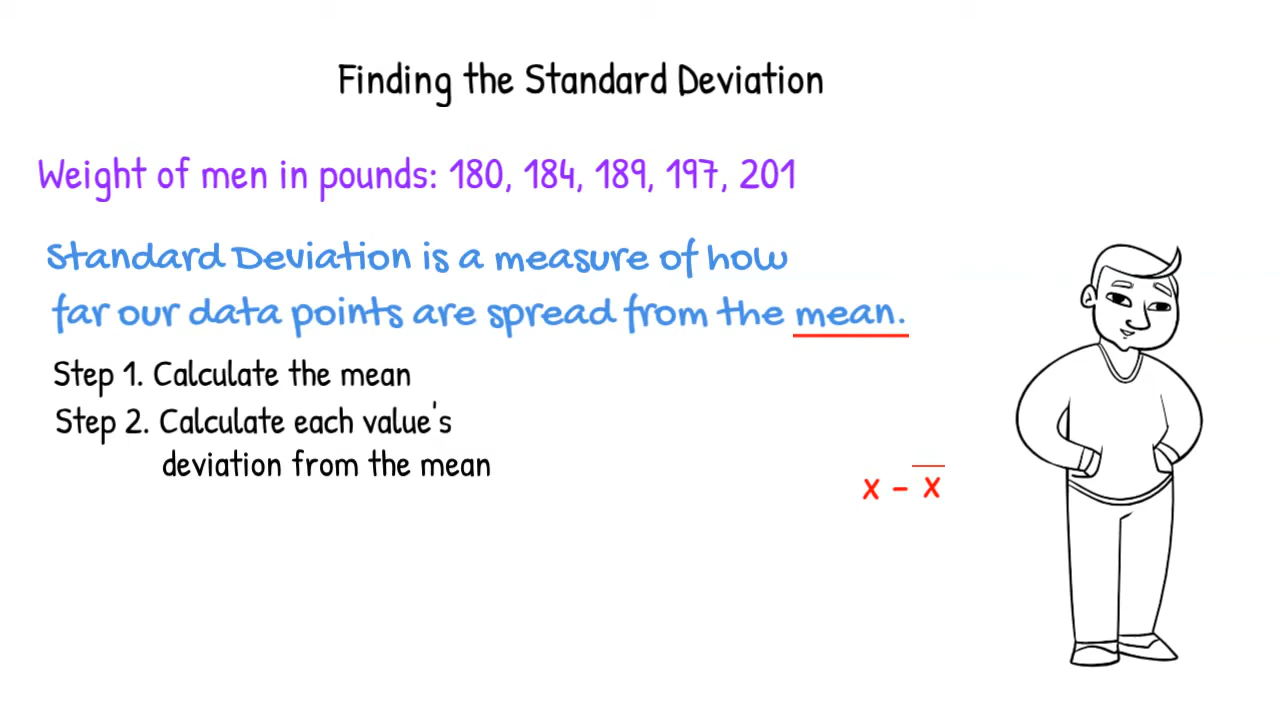 Finding the Standard Deviation
Weight of men in pounds: 180, 184, 189, 197, 201
Standard Deviation is a measure of how
far our data points are spread from the mean.
Step 1. Calculate the mean
Step 2. Calculate each value's
deviation from the mean
x - x̅